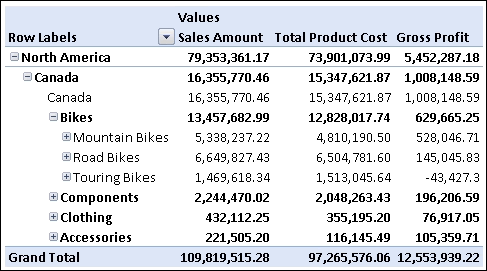 Values
Row Labels Sales Amount Total Product Cost Gross Profit
North America 79,353,361.17 73,901,073.99 5,452,287.18
Canada 16,355,770.46 15,347,621.87 1,008,148.59
Canada 16,355,770.46 15,347,621.87 1,008,148.59
Bikes 13,457,682.99 12,828,017.74 629,665.25
Mountain Bikes 5,338,237.22 4,810,190.50 528,046.71
Road Bikes 6,649,827.43 6,504,781.60 145,045.83
Touring Bikes 1,469,618.34 1,513,045.64 -43,427.3
Components 2,244,470.02 2,048,263.43 196,206.59
Clothing 432,112.25 355,195.20 76,917.05
Accessories 221,505.20 116,145.49 105,359.71
Grand Total 109,819,515.28 97,265,576.06 12,553,939.22